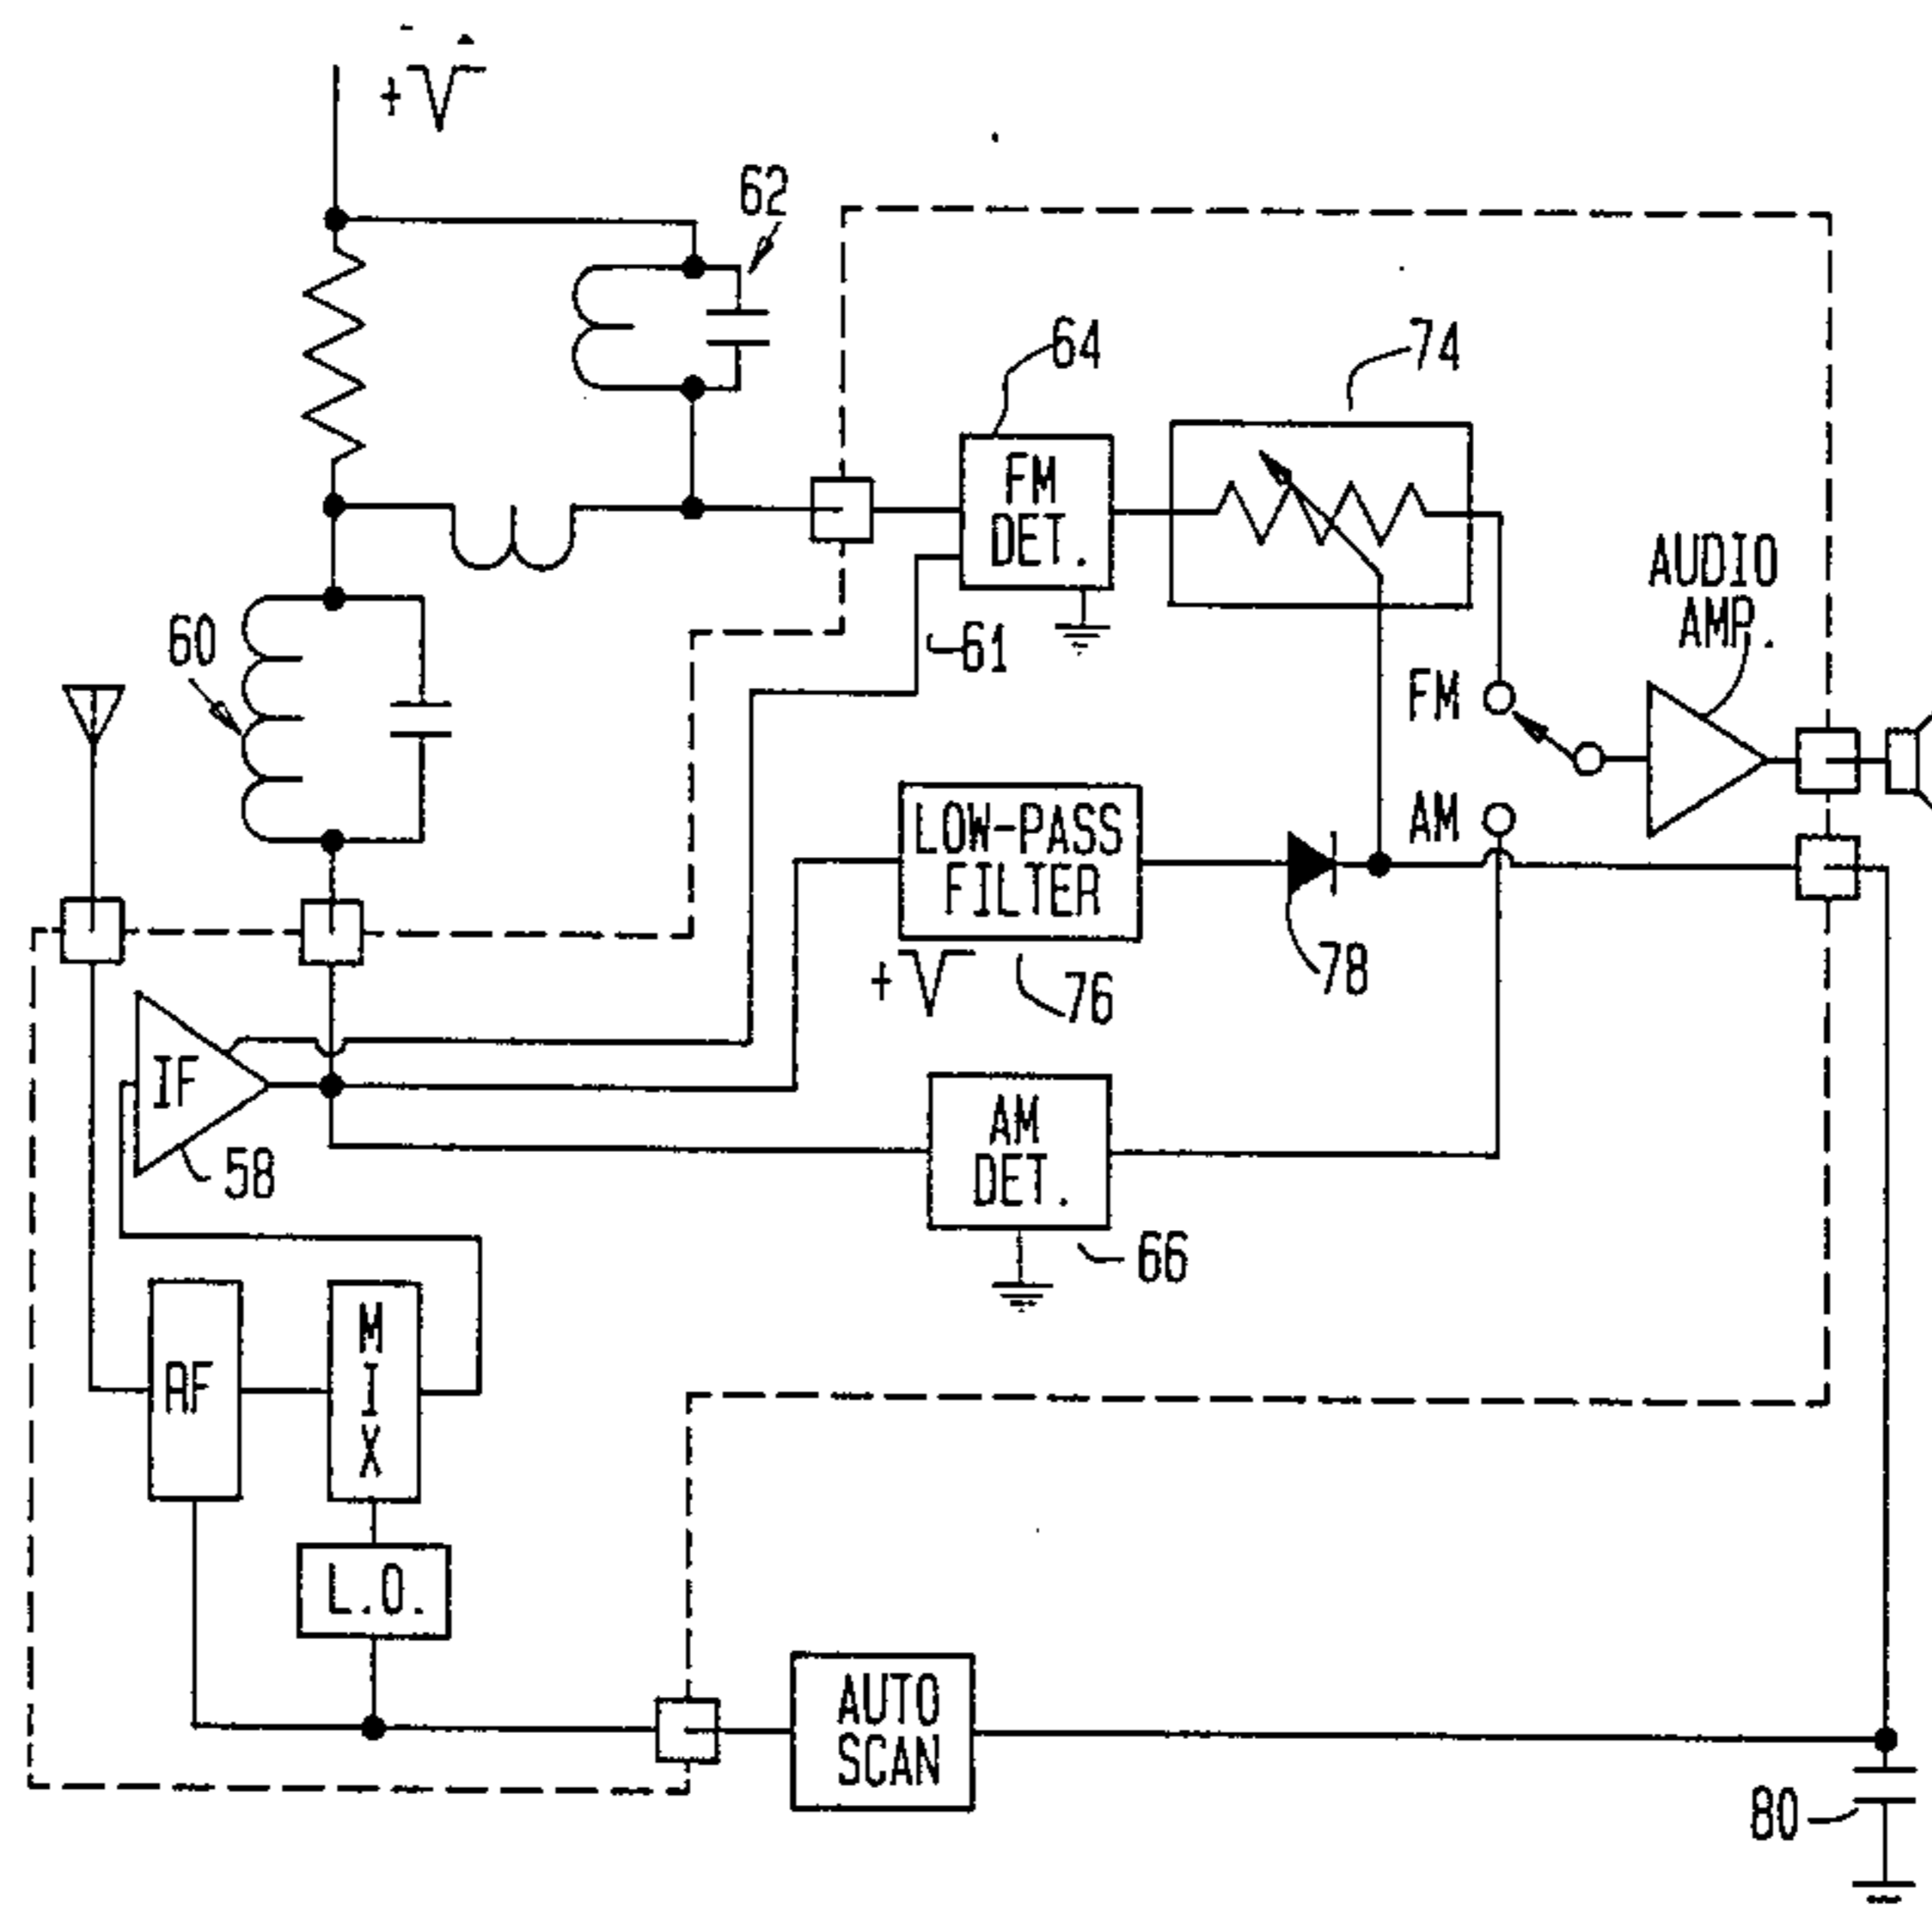 +V
62
64
74
FM
DET.
AUDIO
AMP.
60
61
FM
LOW-PASS
FILTER
AM
78
+V
76
IF
AM
DET.
58
66
M
I
X
RF
L.O.
AUTO
SCAN
80